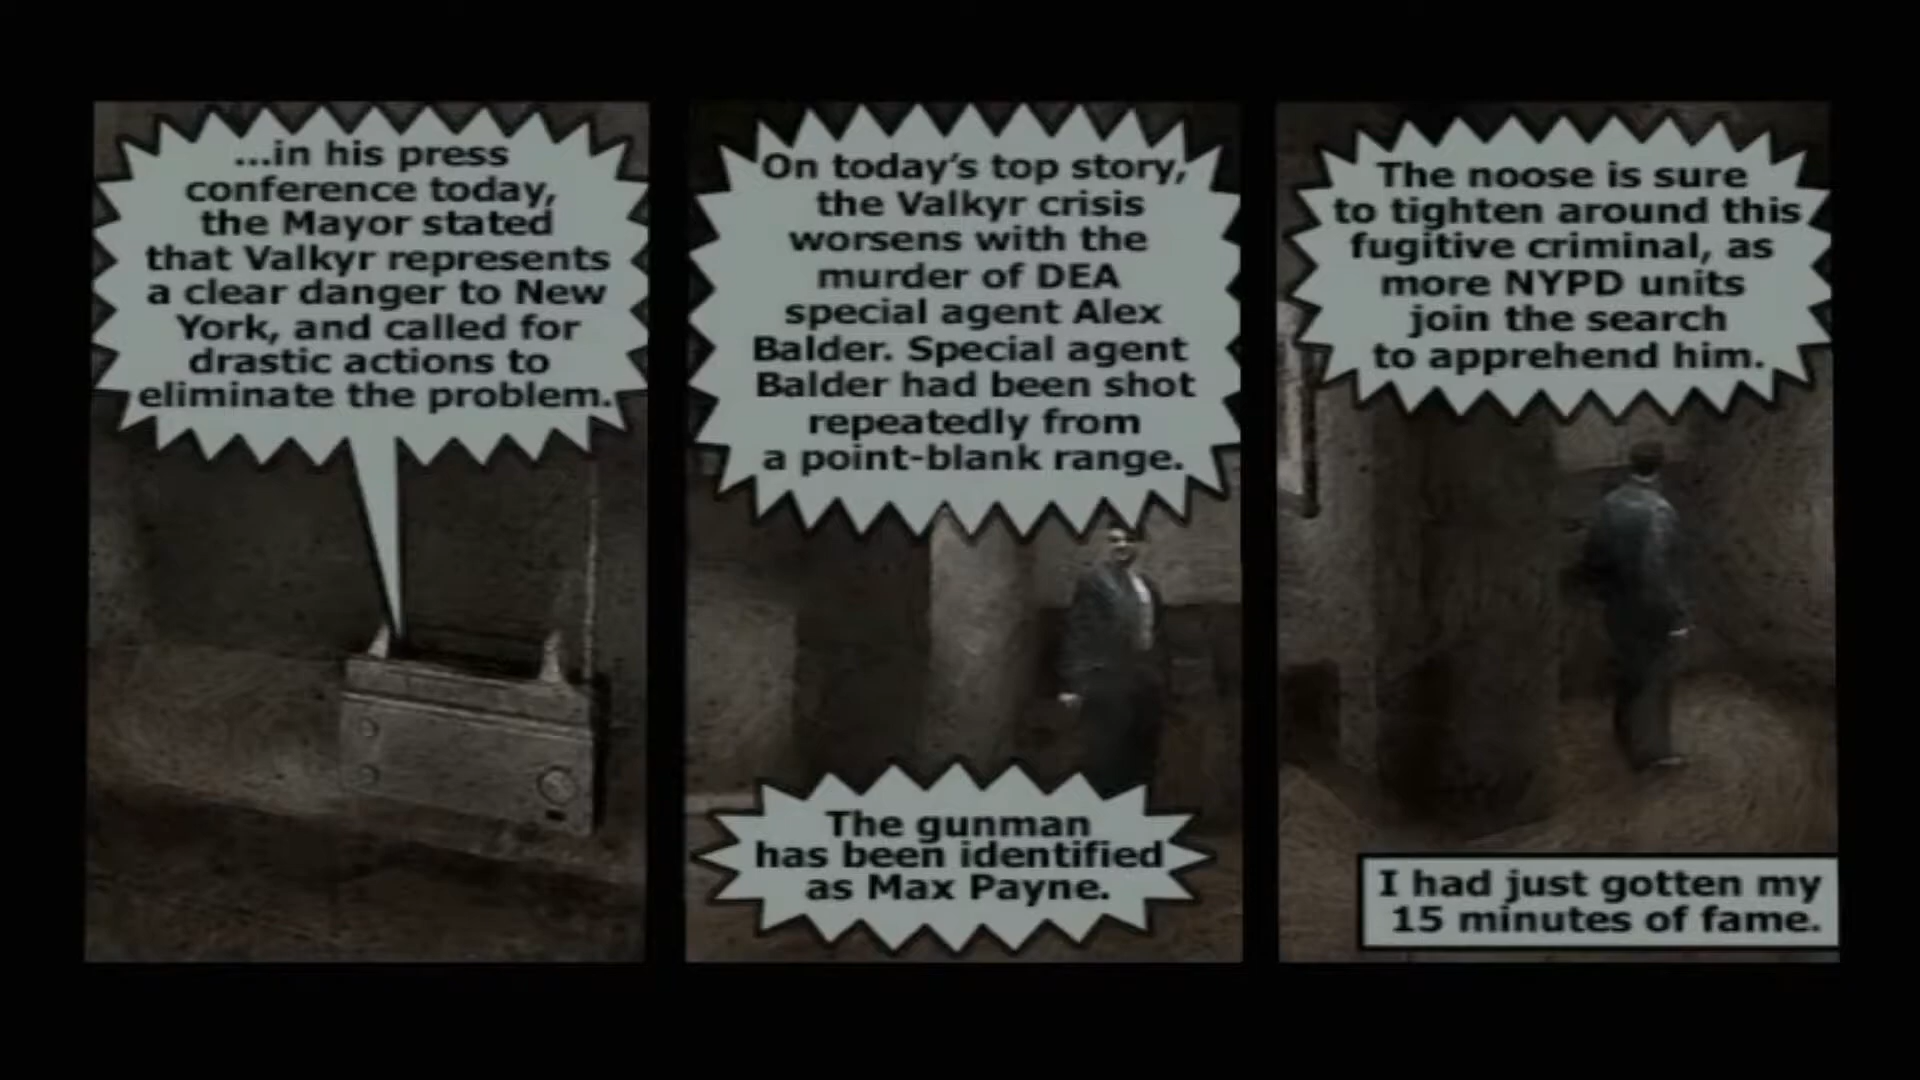 ...in his press
conference today,
the Mayor stated
that Valkyr represents
a clear danger to New
York, and called for
drastic actions to
eliminate the problem.
On today's top story,
the Valkyr crisis
worsens with the
murder of DEA
special agent Alex
Balder. Special agent
Balder had been shot
repeatedly from
a point-blank range.
The gunman
has been identified
as Max Payne.
The noose is sure
to tighten around this
fugitive criminal, as
more NYPD units
join the search
to apprehend him.
I had just gotten my
15 minutes of fame.